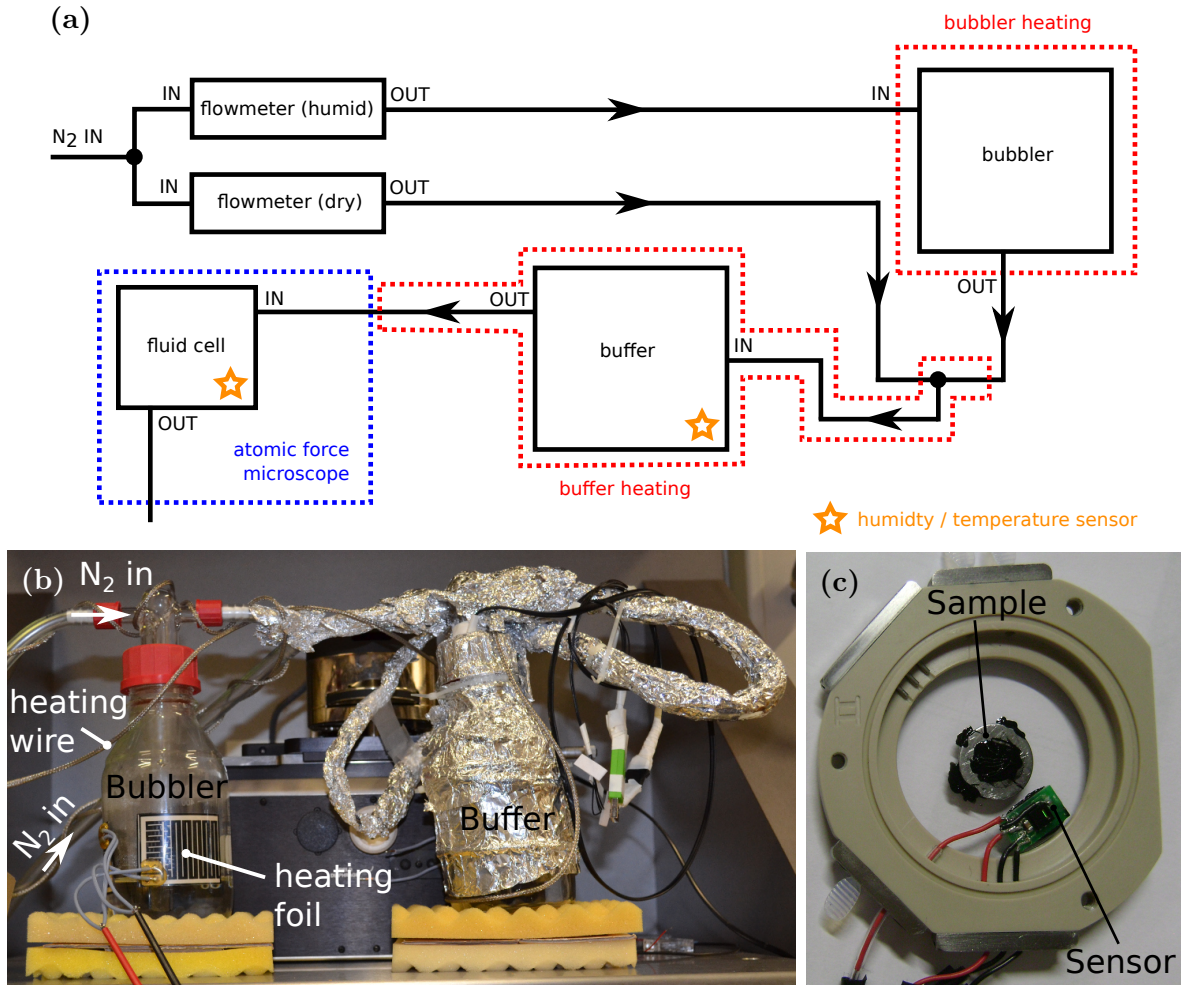 (a)
bubbler heating
IN
flowmeter (humid)
OUT
IN
N2 IN
bubbler
IN
flowmeter (dry)
OUT
OUT
IN
OUT
fluid cell
buffer
IN
OUT
atomic force
microscope
buffer heating
humidty / temperature sensor
(b)
N2 in
heating
wire
Bubbler
N2 in
Buffer
heating
foil
(c)
Sample
Sensor